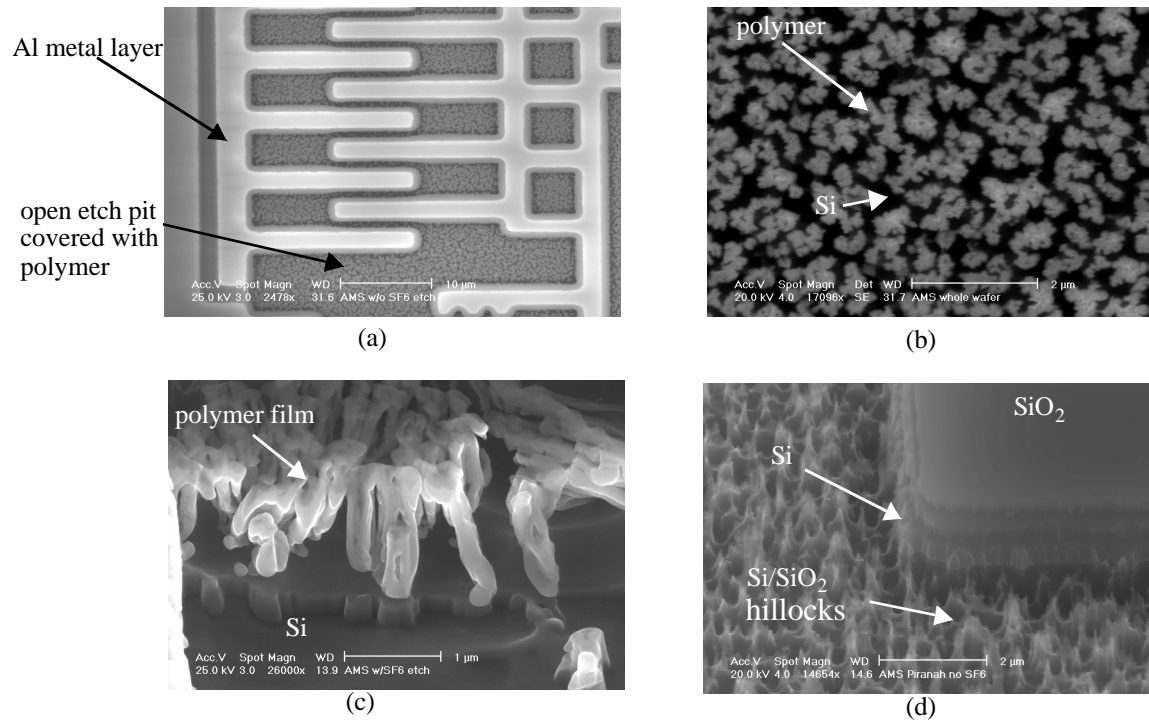 Al metal layer
open etch pit
covered with
polymer
Acc.V Spot Magn WD 10 µm
25.0 kV 3.0 2478x 31.6 AMS w/o SF6 etch
(a)
polymer
Si
Acc.V Spot Magn Det WD 2 µm
20.0 kV 4.0 17096x SE 31.7 AMS whole wafer
(b)
polymer film
Si
Acc.V Spot Magn WD 1 µm
25.0 kV 3.0 26000x 13.9 AMS w/SF6 etch
(c)
SiO2
Si
Si/SiO2
hillocks
Acc.V Spot Magn WD 2 µm
20.0 kV 4.0 14654x 14.6 AMS Piranah no SF6
(d)